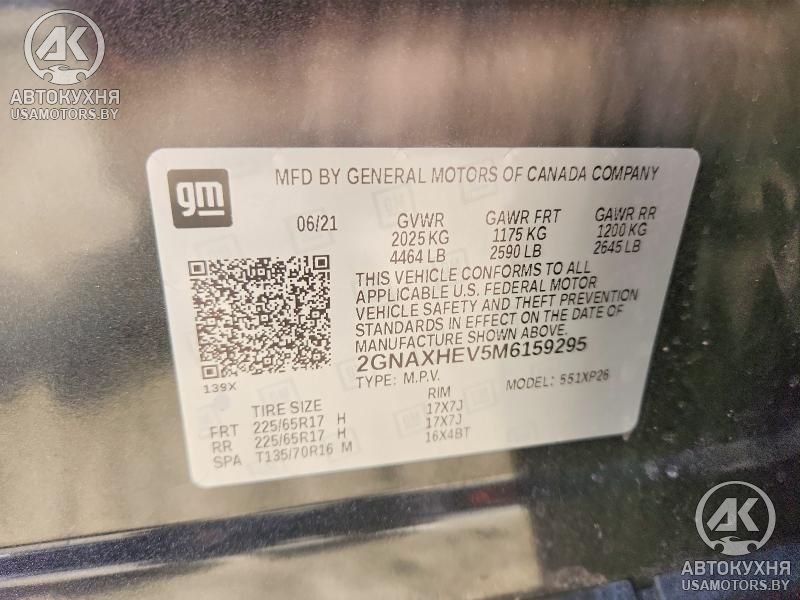 AK
АВТОКУХНЯ
USAMOTORS.BY
gm
MFD BY GENERAL MOTORS OF CANADA COMPANY
06/21 GVWR GAWR FRT GAWR RR
2025 KG 1175 KG 1200 KG
4464 LB 2590 LB 2645 LB
THIS VEHICLE CONFORMS TO ALL
APPLICABLE U.S. FEDERAL MOTOR
VEHICLE SAFETY AND THEFT PREVENTION
STANDARDS IN EFFECT ON THE DATE OF
MANUFACTURE SHOWN ABOVE.
2GNAXHEV5M6159295
139X
TYPE: M.P.V. MODEL: 551XP26
TIRE SIZE RIM
FRT 225/65R17 H 17X7J
RR 225/65R17 H 17X7J
SPA T135/70R16 M 16X4BT
AK
АВТОКУХНЯ
USAMOTORS.BY